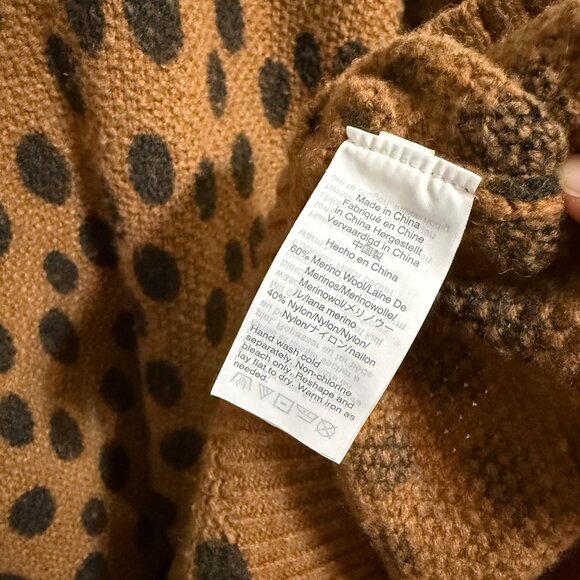 Made in China
Fabriqué en Chine
In China Hergestellt
Vervaardigd in China
中国製
Hecho en China
60% Merino Wool/Laine De
Merinos/Merinowolle/
Merinowol/メリノウー
ル/lana merino
40% Nylon/Nylon/Nylon/
Nylon/ナイロン/nailon
Hand wash cold
separately. Non-chlorine
bleach only. Reshape and
lay flat to dry. Warm iron as
needed.